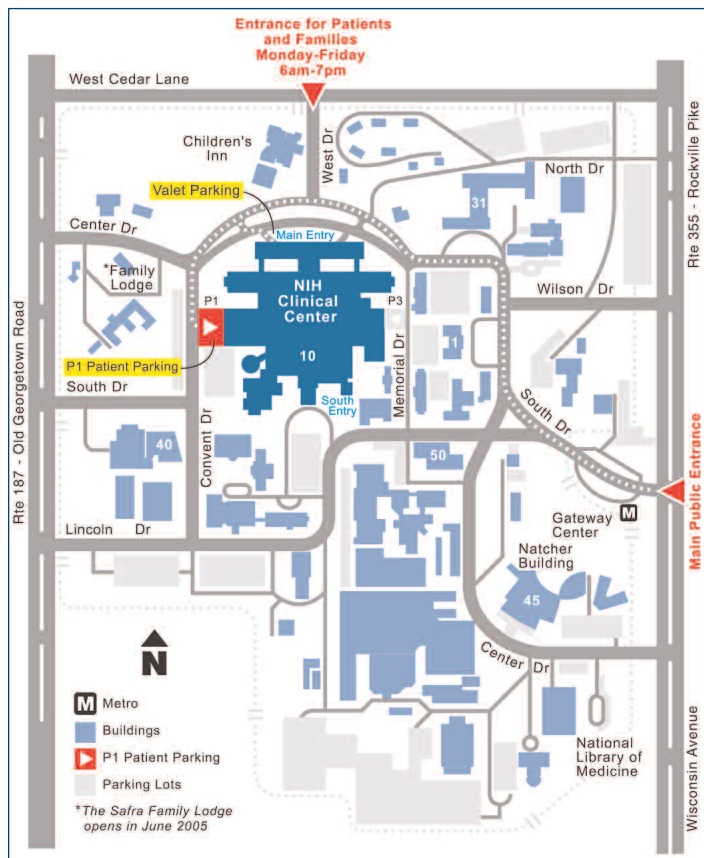 Entrance for Patients
and Families
Monday-Friday
6am-7pm
West Cedar Lane
Children's
Inn
West Dr
Rte 355 - Rockville Pike
North Dr
31
Valet Parking
Center Dr
Main Entry
*Family
Lodge
NIH
Clinical
Center
P1
P3
Wilson Dr
10
1
P1 Patient Parking
Memorial Dr
South Dr
South
Entry
South Dr
Rte 187 - Old Georgetown Road
Convent Dr
40
50
Main Public Entrance
M
Lincoln Dr
Gateway
Center
Natcher
Building
45
N
Center Dr
M Metro
Buildings
P1 Patient Parking
Parking Lots
National
Library of
Medicine
*The Safra Family Lodge
opens in June 2005
Wisconsin Avenue